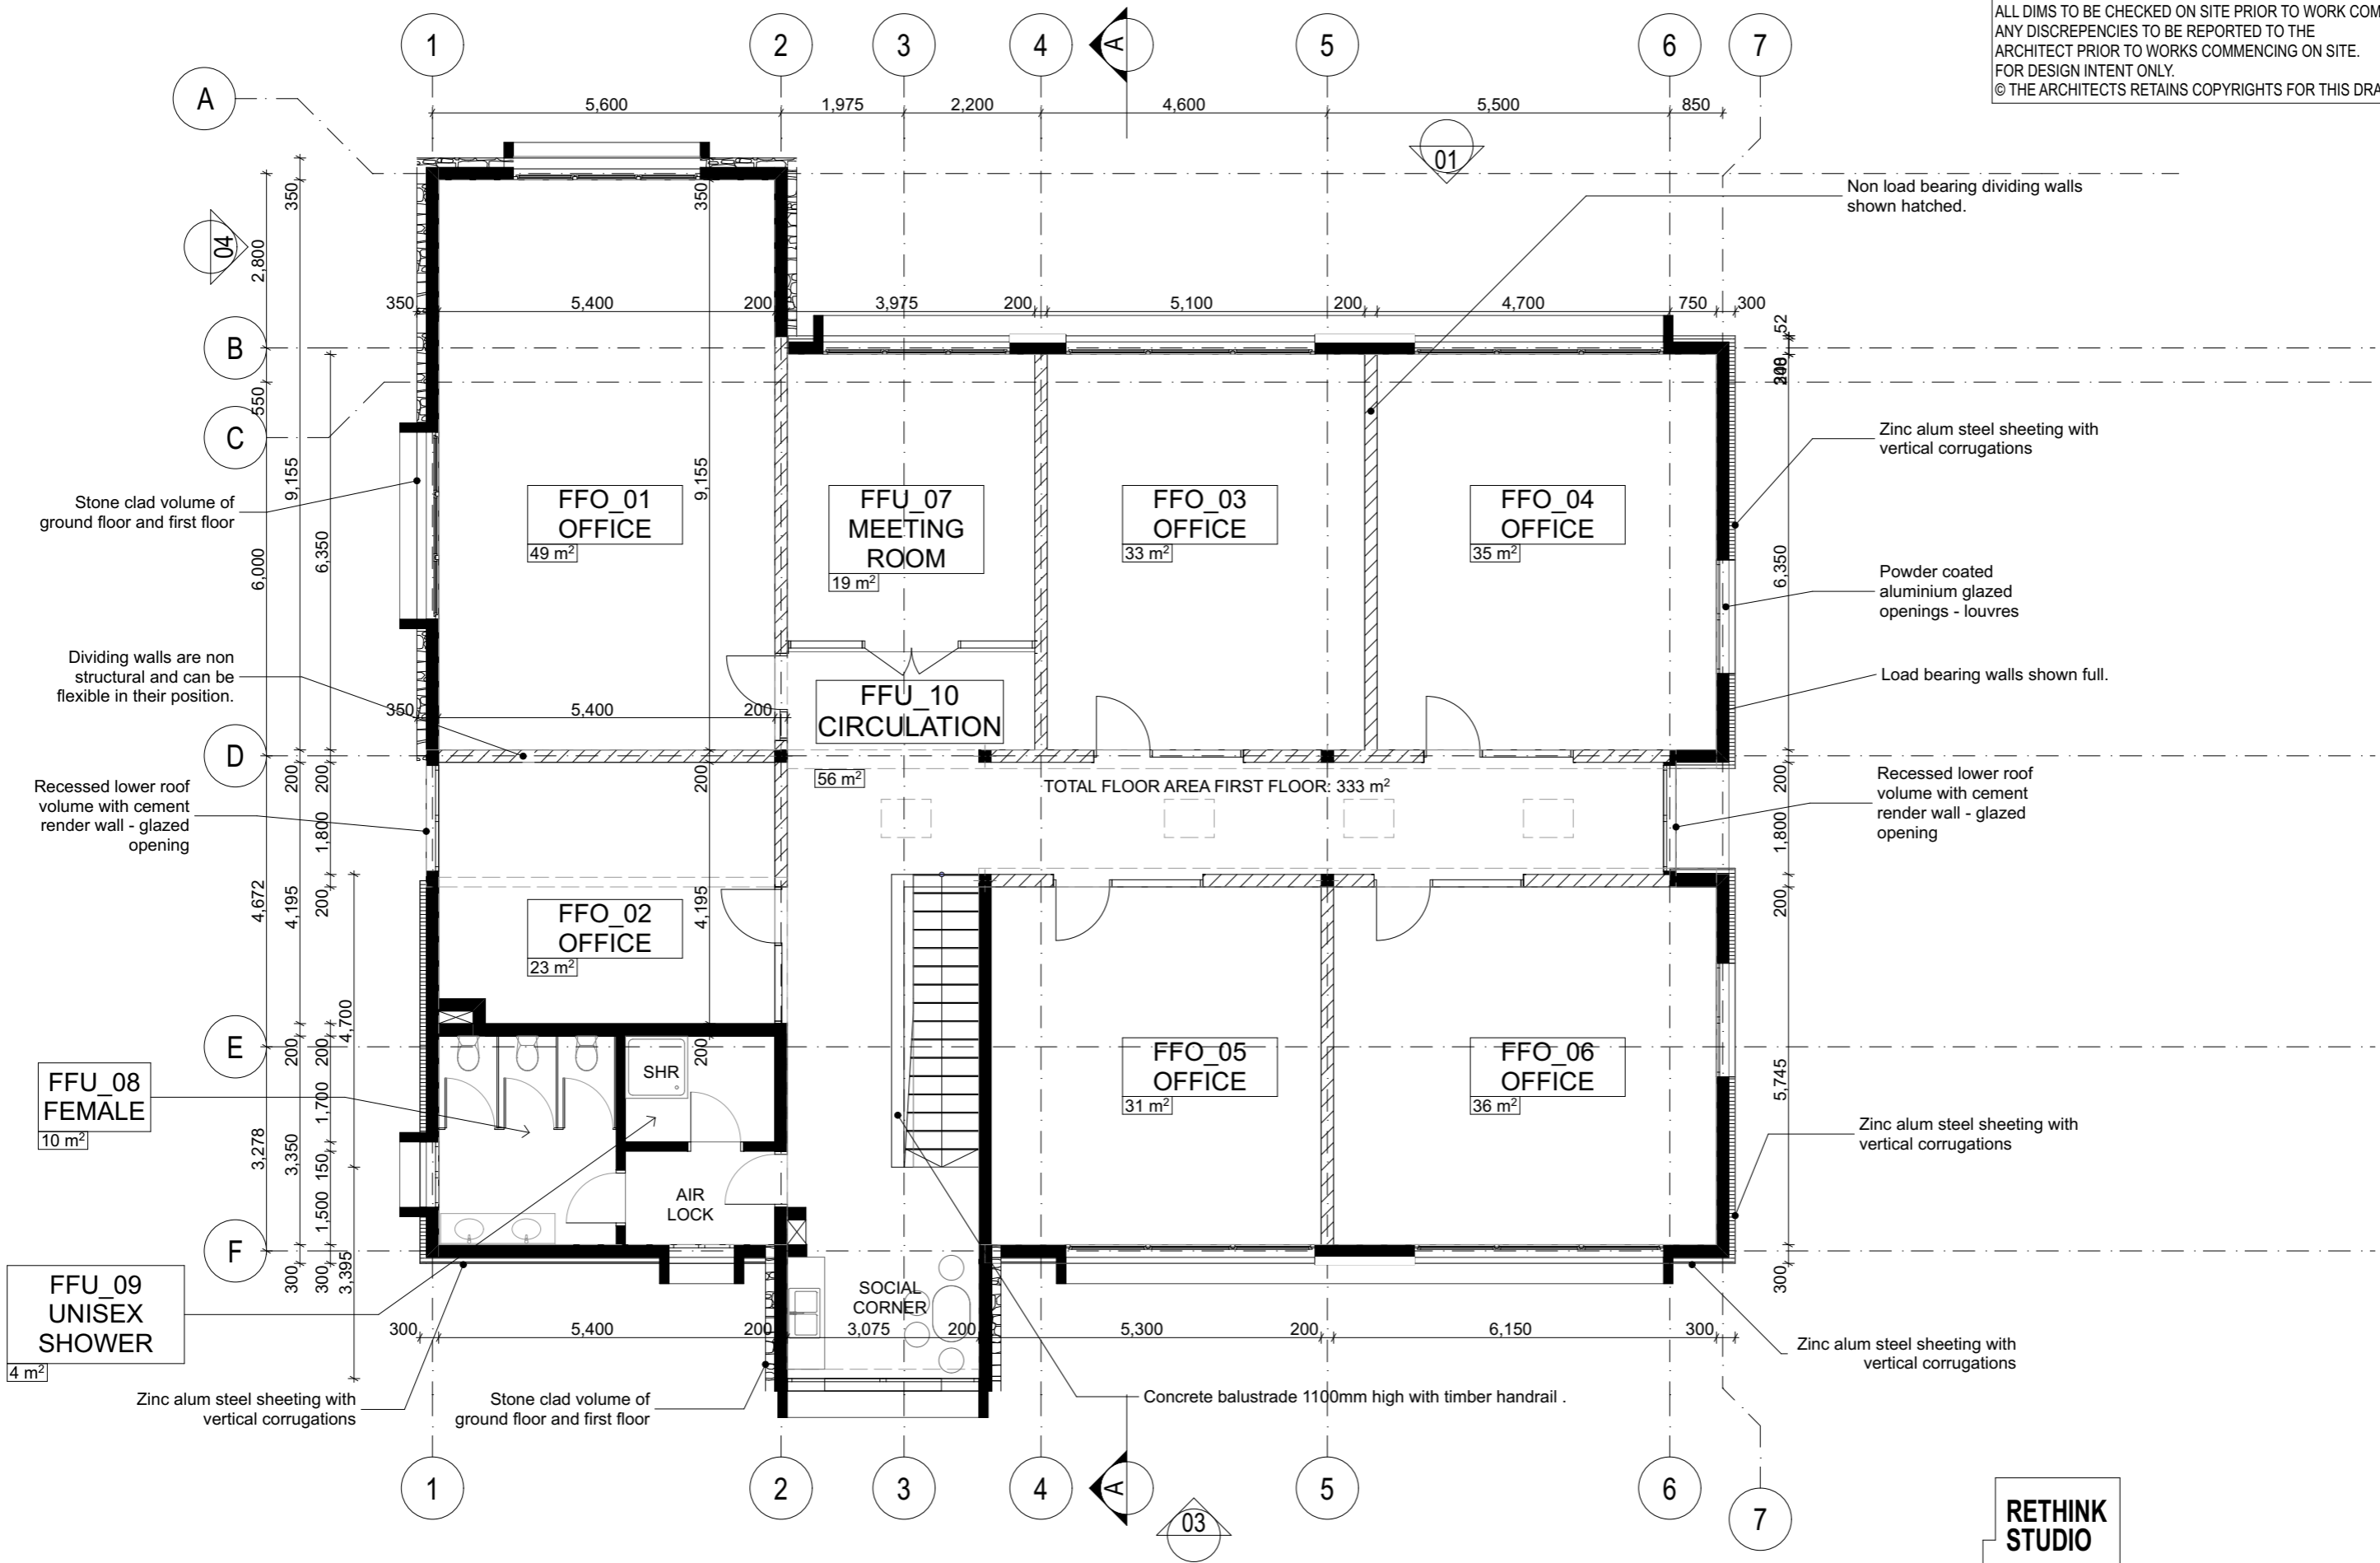 ALL DIMS TO BE CHECKED ON SITE PRIOR TO WORK COM
ANY DISCREPENCIES TO BE REPORTED TO THE
ARCHITECT PRIOR TO WORKS COMMENCING ON SITE.
FOR DESIGN INTENT ONLY.
© THE ARCHITECTS RETAINS COPYRIGHTS FOR THIS DRA
1
2
3
4
A
5
6
7
A
5,600
1,975
2,200
4,600
5,500
850
01
04
Non load bearing dividing walls
shown hatched.
350
350
2,800
350
5,400
200
3,975
200
5,100
200
4,700
750
300
52
B
550
C
Zinc alum steel sheeting with
vertical corrugations
9,155
9,155
6,350
6,000
6,350
Stone clad volume of
ground floor and first floor
FFO_01
OFFICE
49 m²
FFU_07
MEETING
ROOM
19 m²
FFO_03
OFFICE
33 m²
FFO_04
OFFICE
35 m²
Powder coated
aluminium glazed
openings - louvres
Dividing walls are non
structural and can be
flexible in their position.
Load bearing walls shown full.
350
5,400
200
FFU_10
CIRCULATION
56 m²
D
TOTAL FLOOR AREA FIRST FLOOR: 333 m²
Recessed lower roof
volume with cement
render wall - glazed
opening
Recessed lower roof
volume with cement
render wall - glazed
opening
200
200
200
200
1,800
1,800
200
200
4,672
4,195
4,195
4,700
FFO_02
OFFICE
23 m²
E
200
200
200
FFU_08
FEMALE
10 m²
SHR
FFO_05
OFFICE
31 m²
FFO_06
OFFICE
36 m²
5,745
1,700
3,278
3,350
150
1,500
Zinc alum steel sheeting with
vertical corrugations
AIR
LOCK
F
300
300
3,395
300
FFU_09
UNISEX
SHOWER
4 m²
SOCIAL
CORNER
300
5,400
200
3,075
200
5,300
200
6,150
300
Zinc alum steel sheeting with
vertical corrugations
Zinc alum steel sheeting with
vertical corrugations
Stone clad volume of
ground floor and first floor
Concrete balustrade 1100mm high with timber handrail .
1
2
3
4
A
5
6
7
03
RETHINK
STUDIO